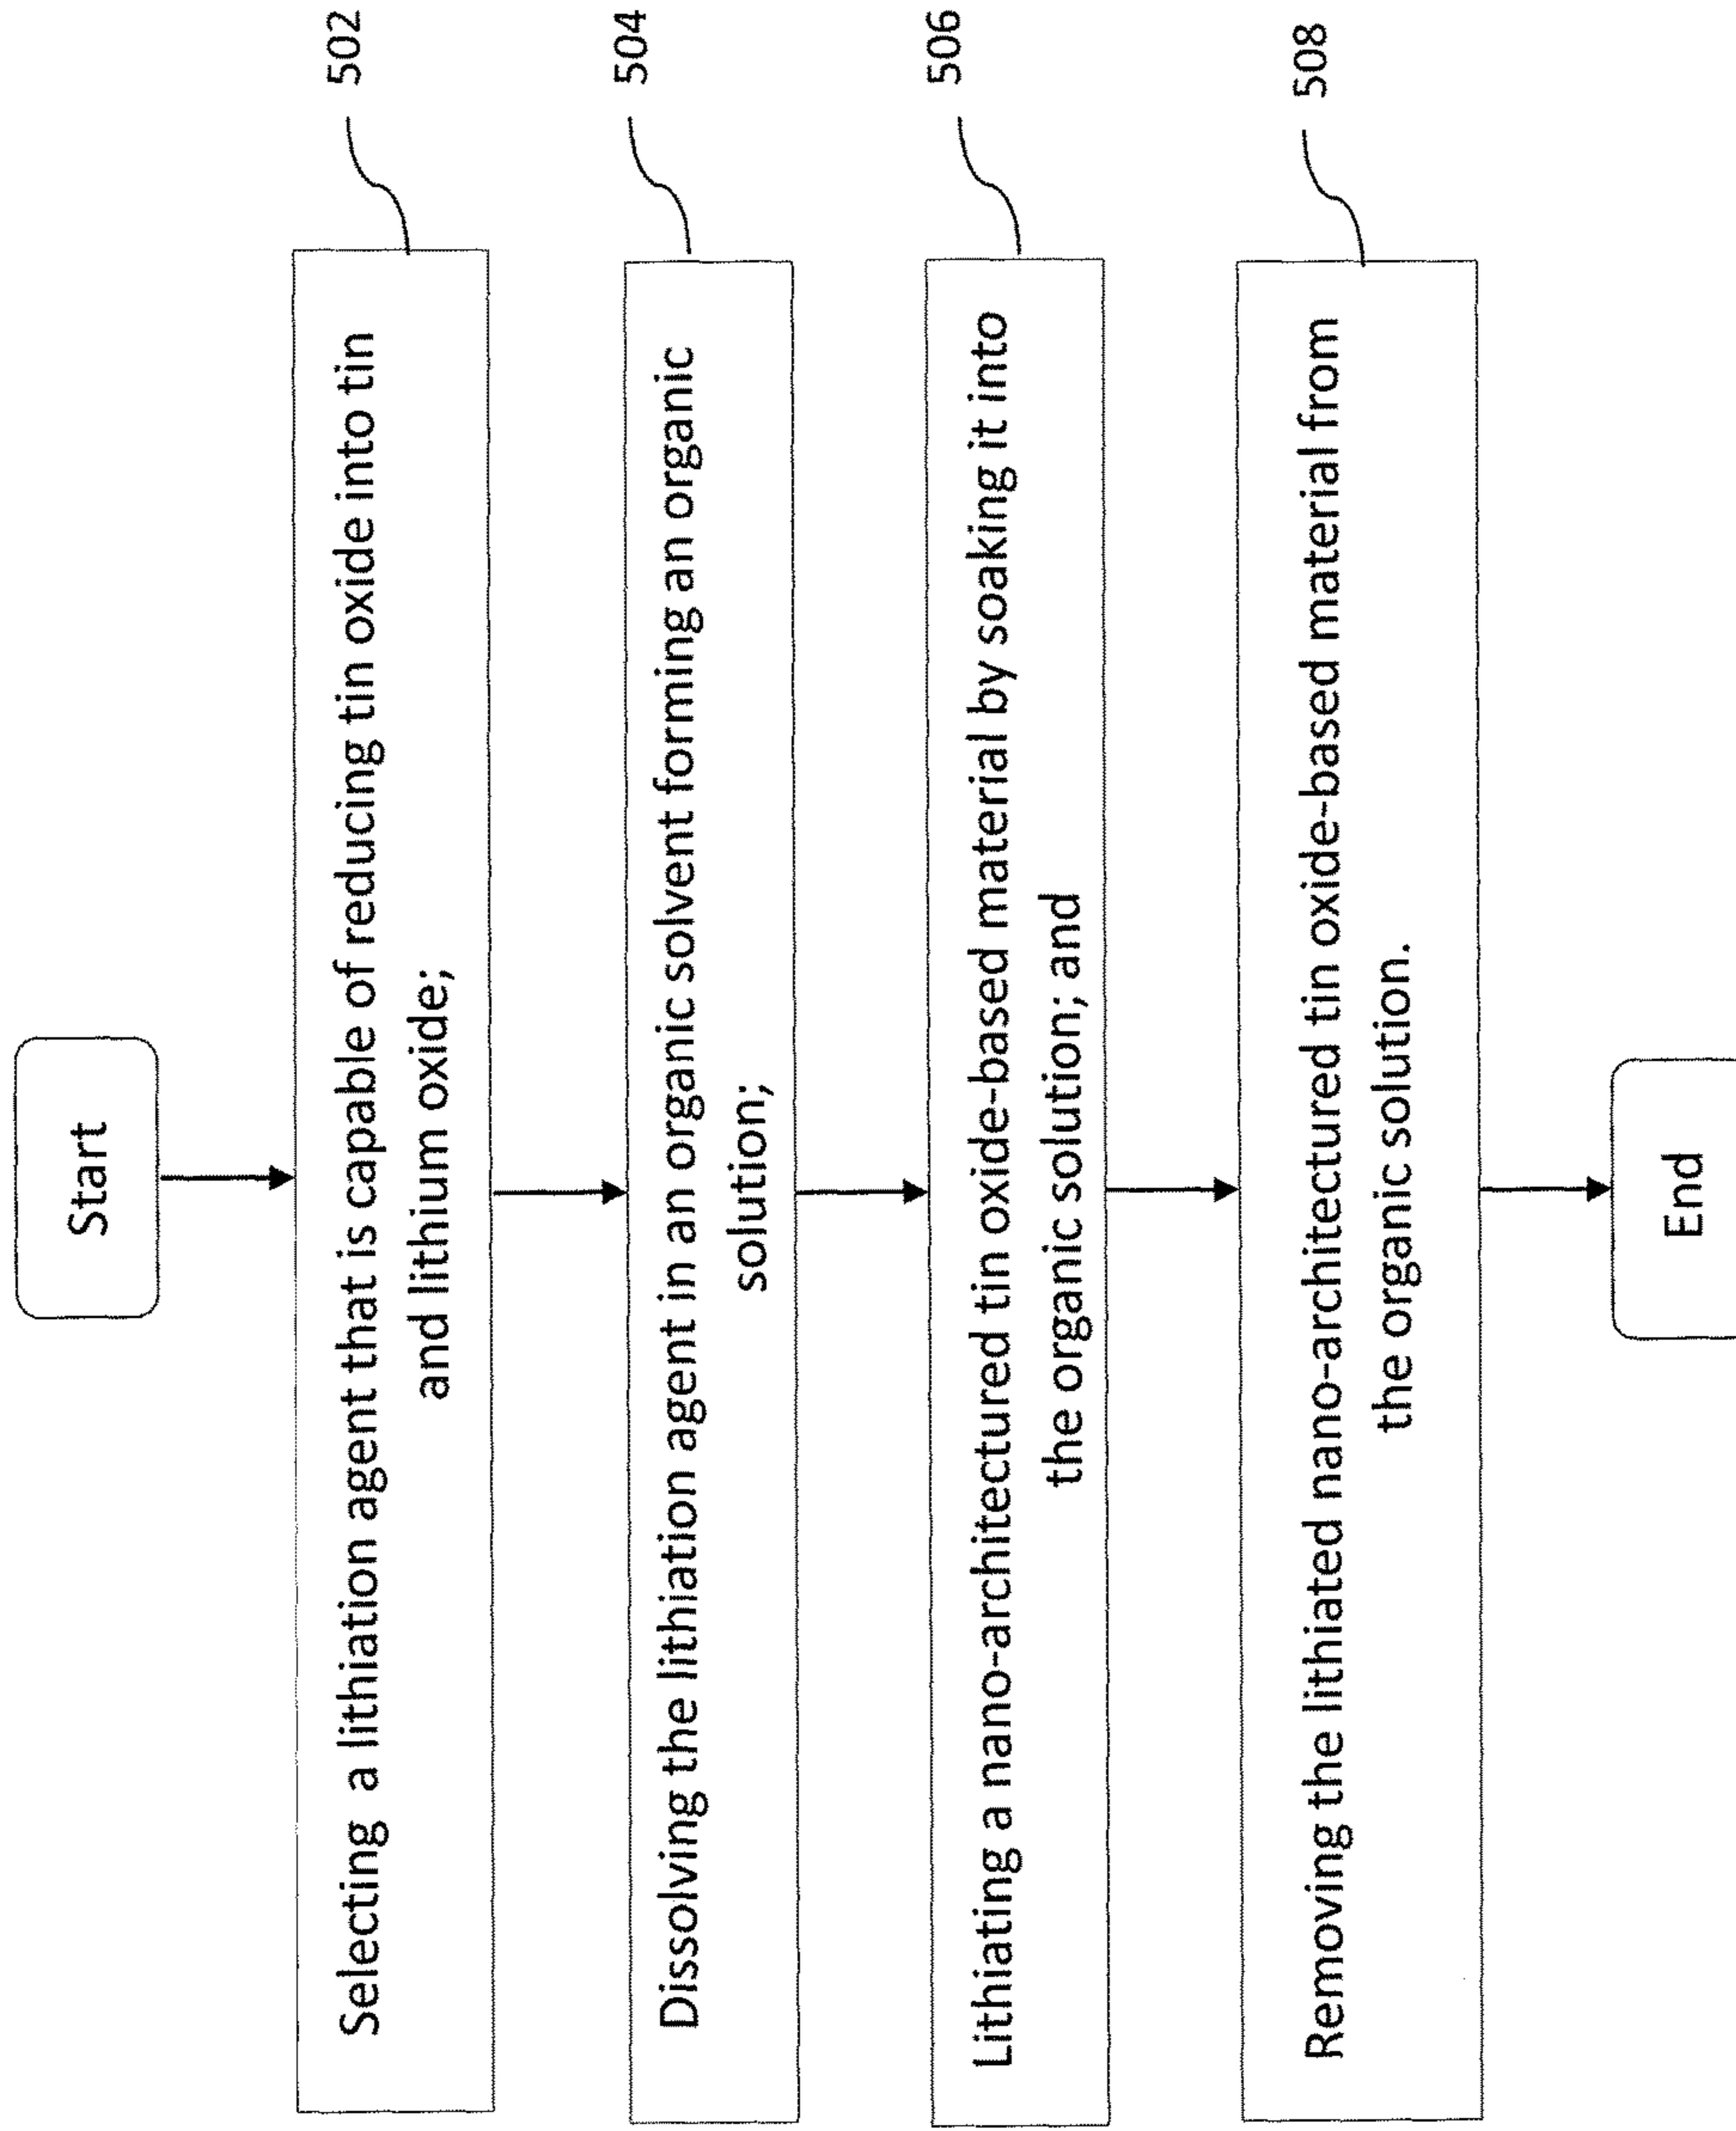 Start
Selecting a lithiation agent that is capable of reducing tin oxide into tin
and lithium oxide;
502
Dissolving the lithiation agent in an organic solvent forming an organic
solution;
504
Lithiating a nano-architectured tin oxide-based material by soaking it into
the organic solution; and
506
Removing the lithiated nano-architectured tin oxide-based material from
the organic solution.
508
End